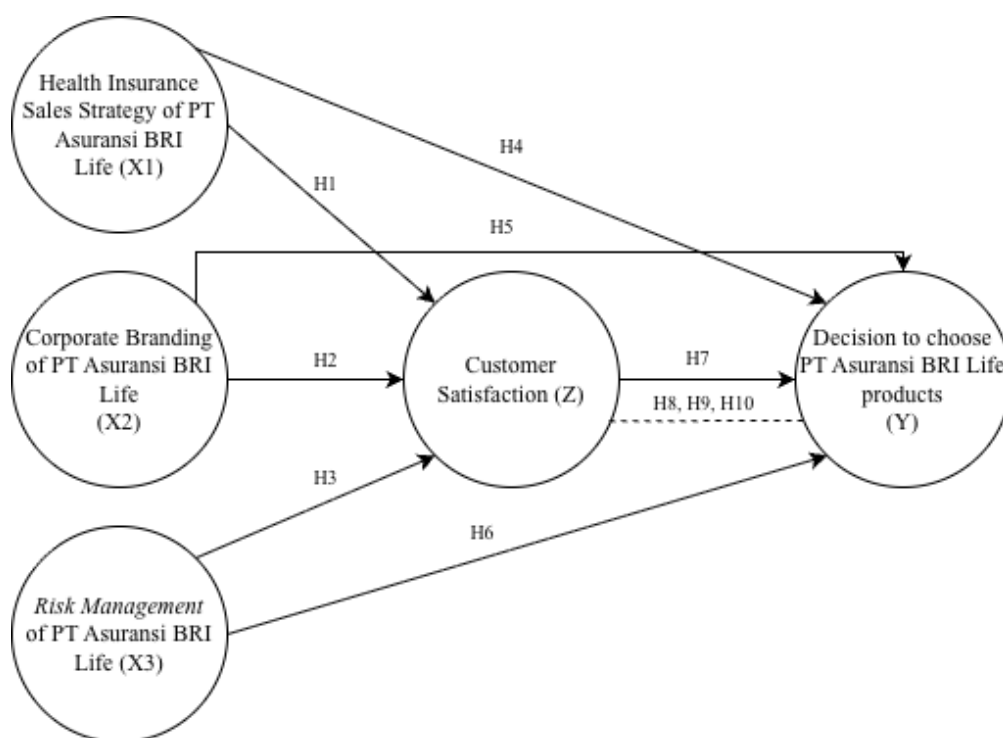 Health Insurance
Sales Strategy of PT
Asuransi BRI
Life (X1)
H4
H1
H5
Corporate Branding
of PT Asuransi BRI
Life
(X2)
H2
Customer
Satisfaction (Z)
H7
H8, H9, H10
Decision to choose
PT Asuransi BRI Life
products
(Y)
H3
H6
Risk Management
of PT Asuransi BRI
Life (X3)